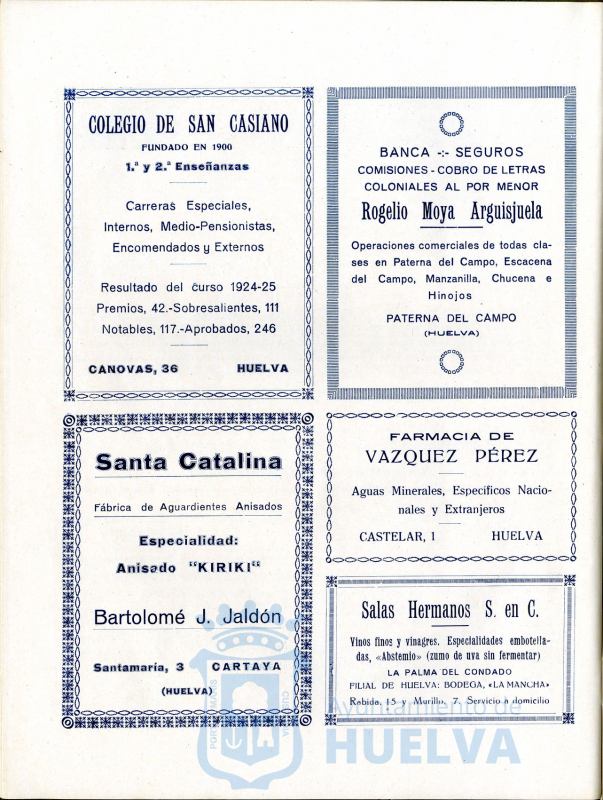 COLEGIO DE SAN CASIANO
FUNDADO EN 1900
1.ª y 2.ª Enseñanzas
Carreras Especiales,
Internos, Medio-Pensionistas,
Encomendados y Externos
Resultado del curso 1924-25
Premios, 42.-Sobresalientes, 111
Notables, 117.-Aprobados, 246
CANOVAS, 36 HUELVA
BANCA -:- SEGUROS
COMISIONES - COBRO DE LETRAS
COLONIALES AL POR MENOR
Rogelio Moya Arguisjuela
Operaciones comerciales de todas cla-
ses en Paterna del Campo, Escacena
del Campo, Manzanilla, Chucena e
Hinojos
PATERNA DEL CAMPO
(HUELVA)
Santa Catalina
Fábrica de Aguardientes Anisados
Especialidad:
Anisado "KIRIKI"
Bartolomé J. Jaldón
Santamaría, 3 CARTAYA
(HUELVA)
FARMACIA DE
VAZQUEZ PÉREZ
Aguas Minerales, Específicos Nacio-
nales y Extranjeros
CASTELAR, 1 HUELVA
Salas Hermanos S. en C.
Vinos finos y vinagres. Especialidades embotella-
das, «Abstemio» (zumo de uva sin fermentar)
LA PALMA DEL CONDADO
FILIAL DE HUELVA: BODEGA, «LA MANCHA»
Rabida, 15 y Murillo, 7. Servicio a domicilio
Ayuntamiento de
HUELVA